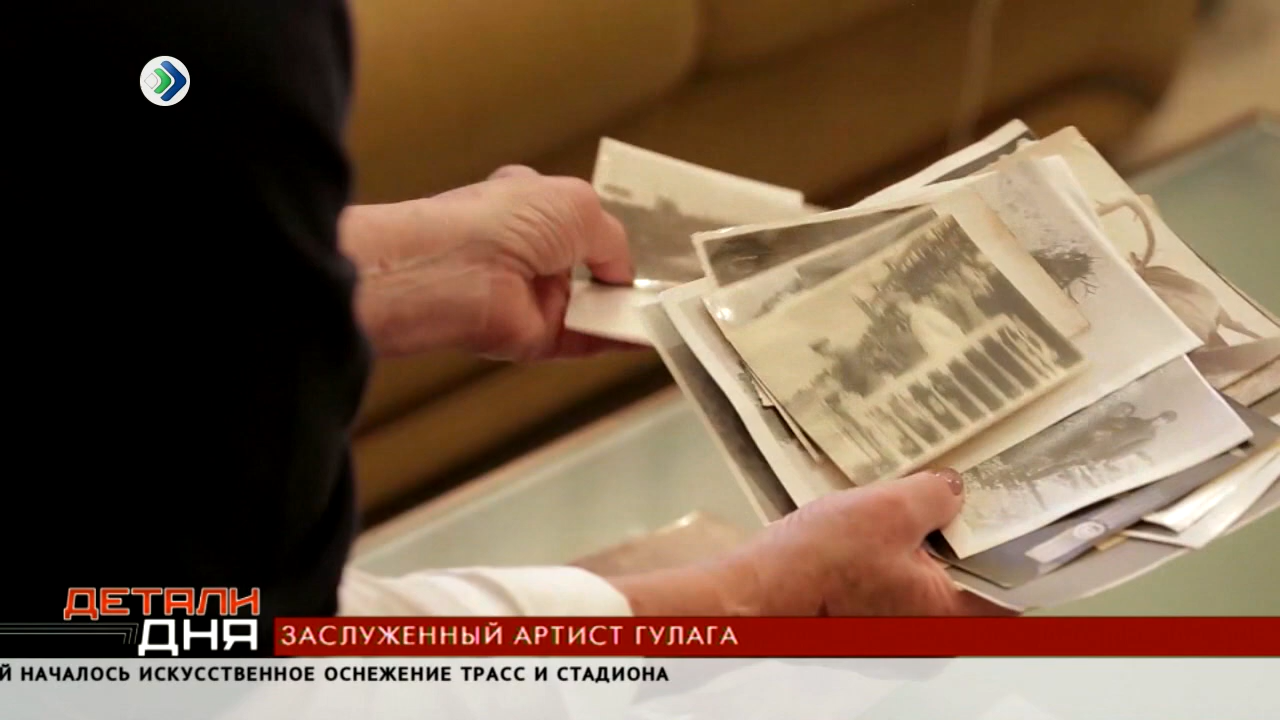 ДЕТАЛИ
ДНЯ
ЗАСЛУЖЕННЫЙ АРТИСТ ГУЛАГА
Й НАЧАЛОСЬ ИСКУССТВЕННОЕ ОСНЕЖЕНИЕ ТРАСС И СТАДИОНА